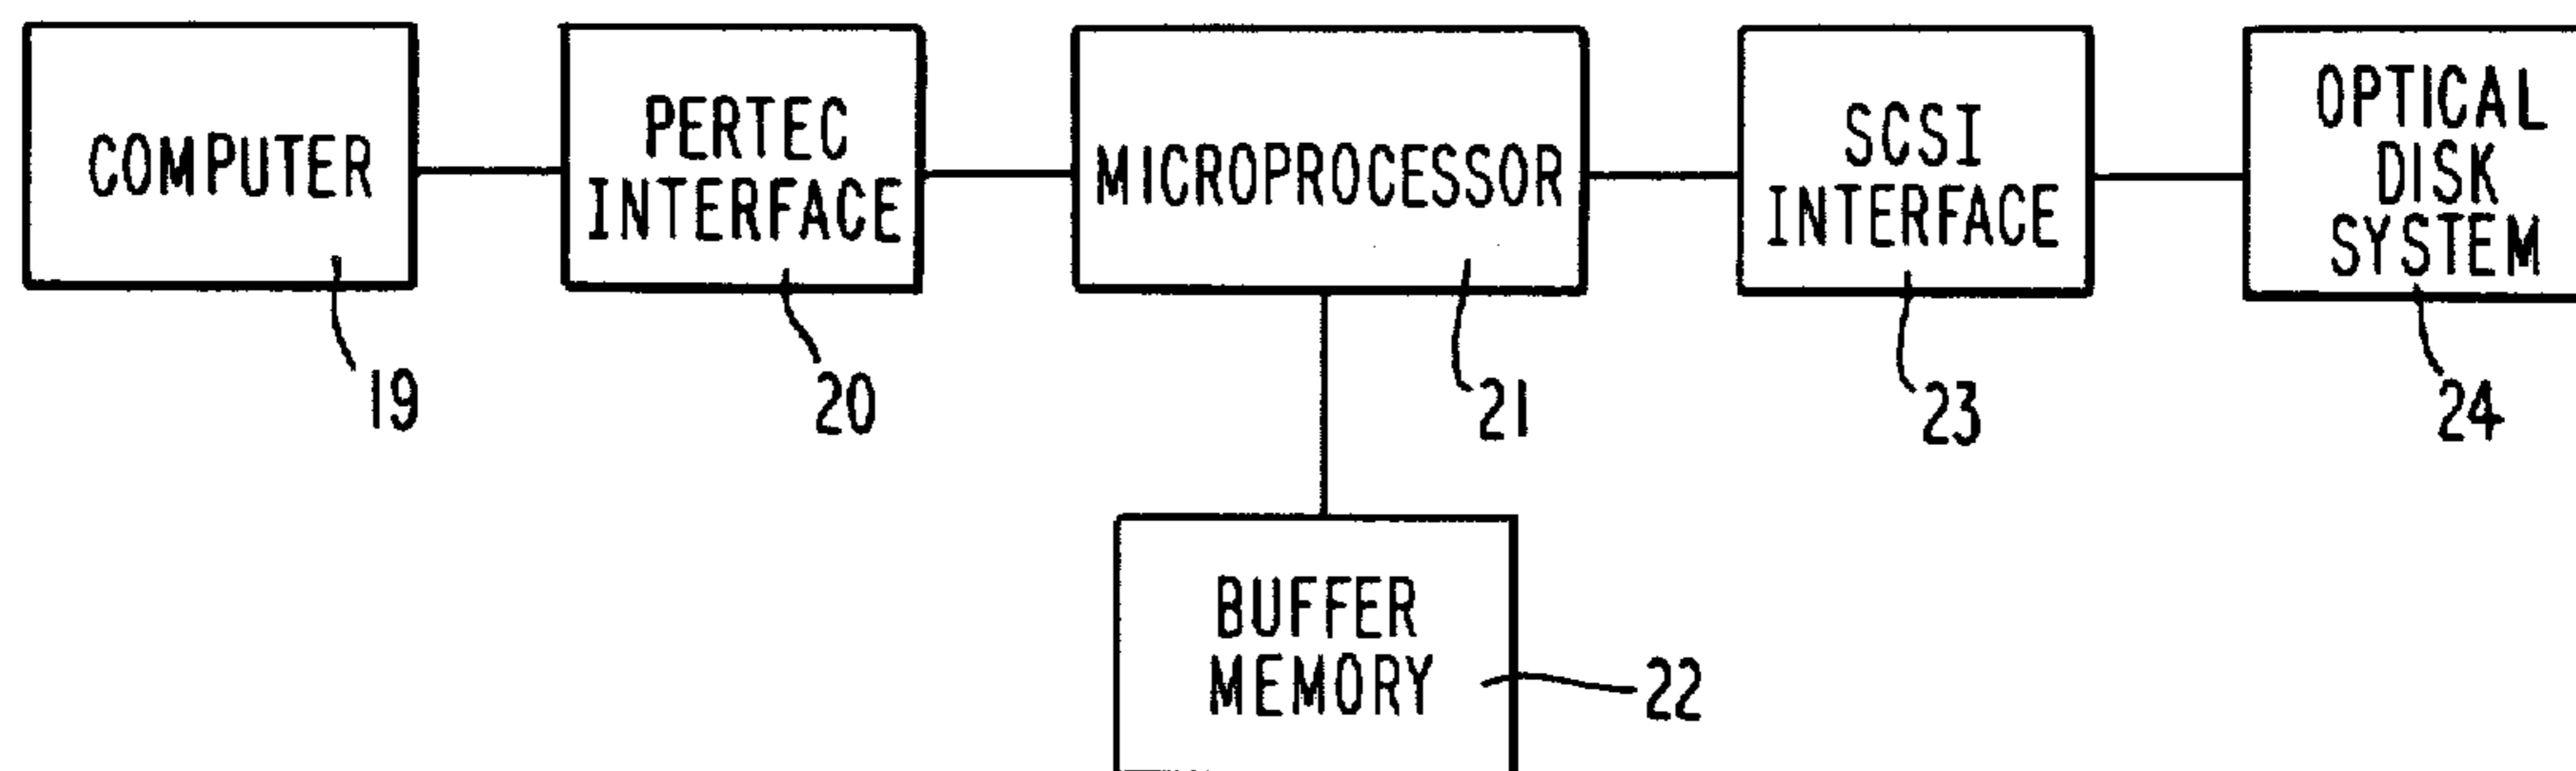 COMPUTER
PERTEC
INTERFACE
MICROPROCESSOR
SCSI
INTERFACE
OPTICAL
DISK
SYSTEM
19
20
21
23
24
BUFFER
MEMORY
22